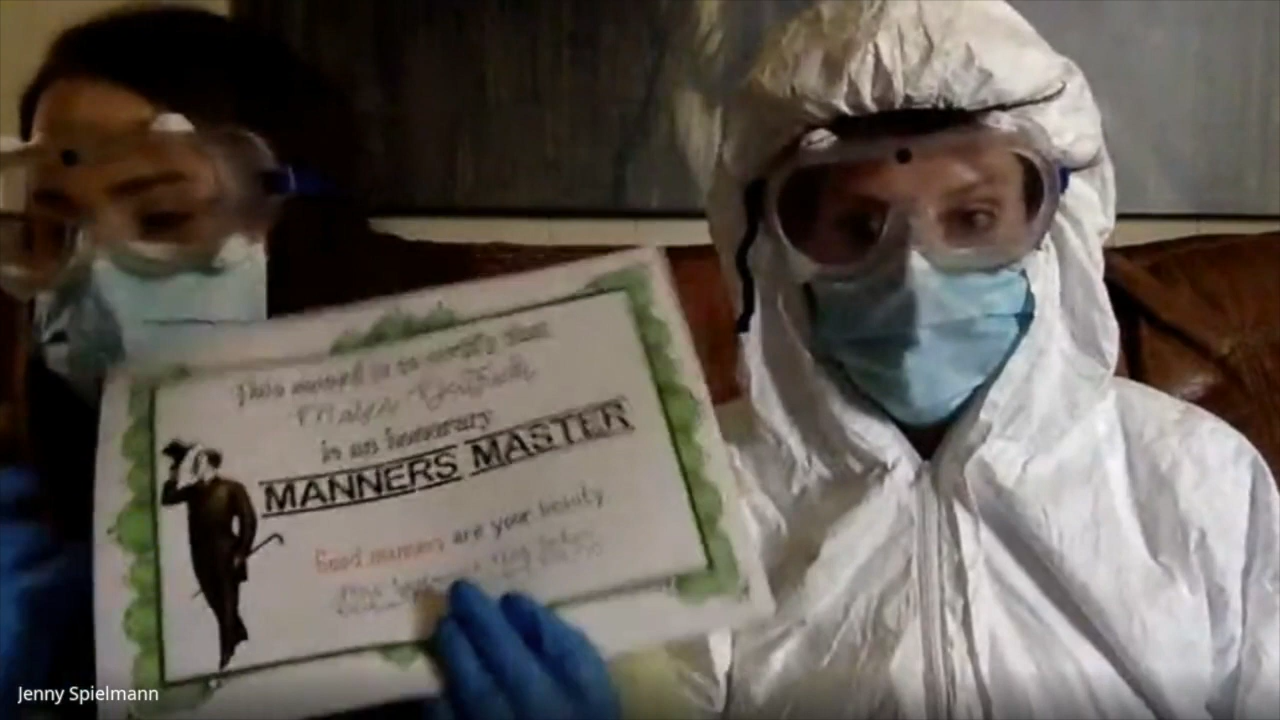 This award is to certify that
is an honorary
MANNERS MASTER
Good manners are your beauty
Jenny Spielmann